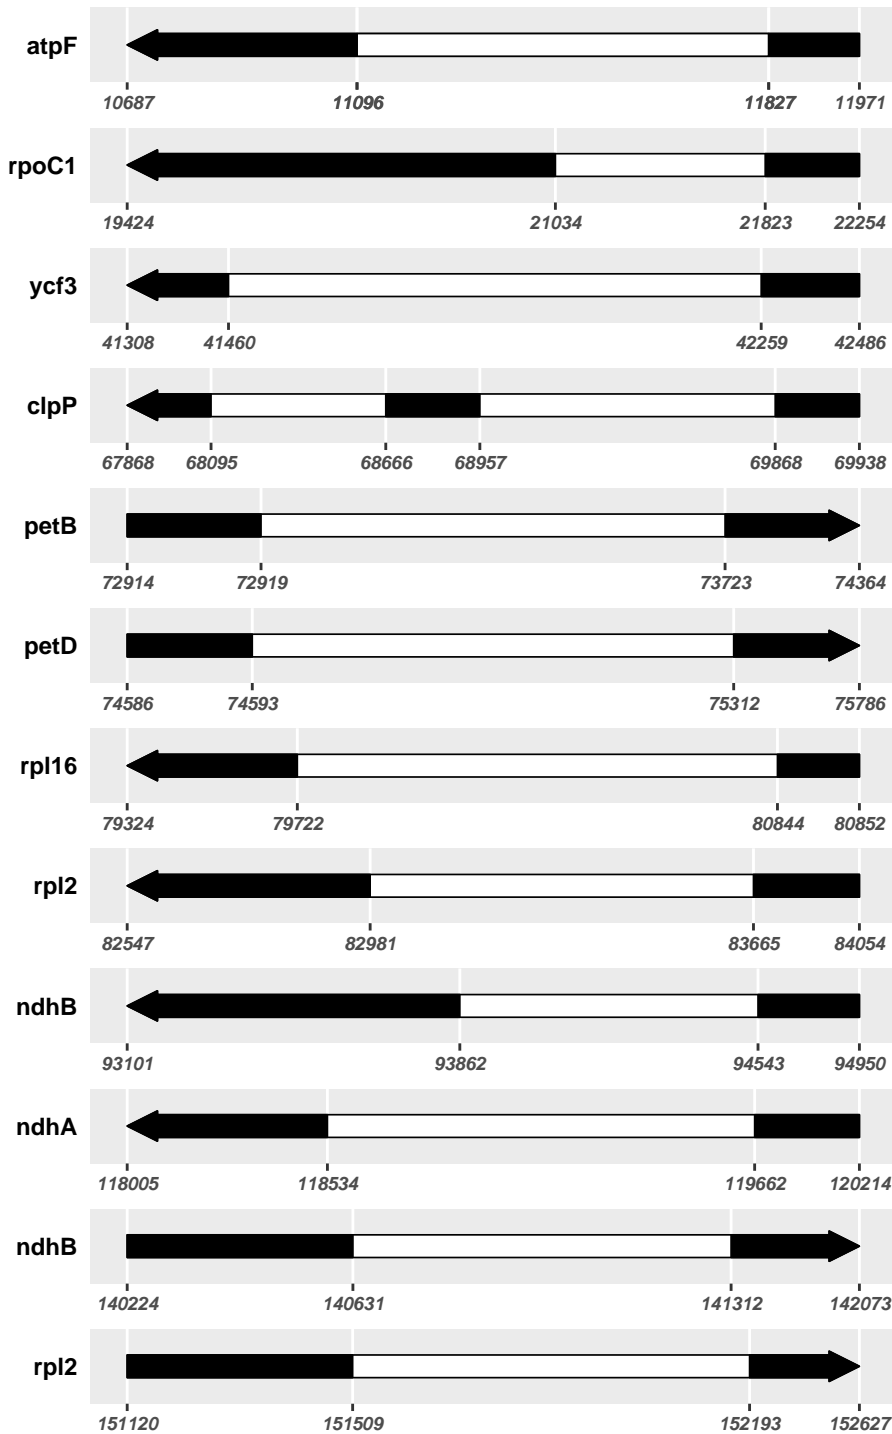 atpF
10687 11096 11827 11971
rpoC1
19424 21034 21823 22254
ycf3
41308 41460 42259 42486
clpP
67868 68095 68666 68957 69868 69938
petB
72914 72919 73723 74364
petD
74586 74593 75312 75786
rpl16
79324 79722 80844 80852
rpl2
82547 82981 83665 84054
ndhB
93101 93862 94543 94950
ndhA
118005 118534 119662 120214
ndhB
140224 140631 141312 142073
rpl2
151120 151509 152193 152627